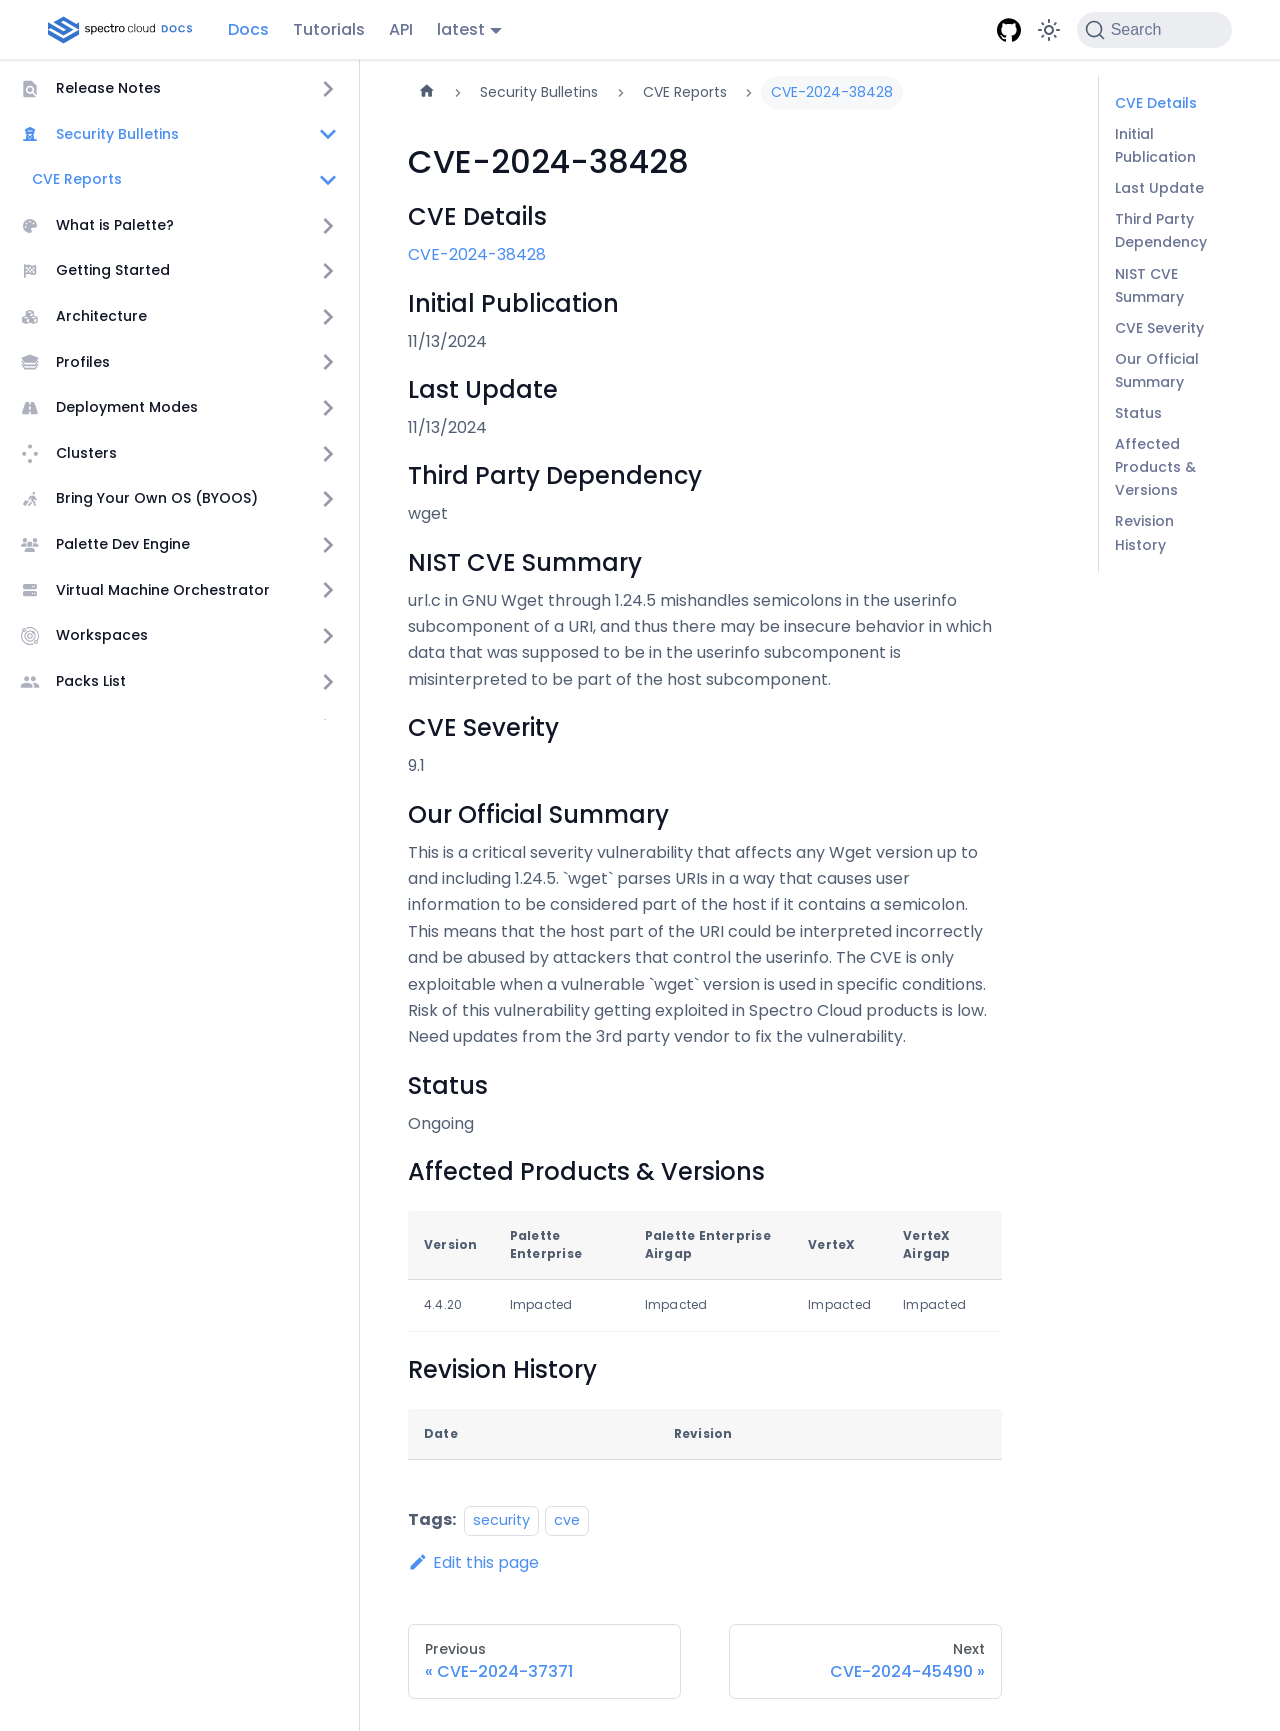 spectro cloud DOCS
Docs
Tutorials
API
latest
Search
Release Notes
Security Bulletins
CVE Reports
What is Palette?
Getting Started
Architecture
Profiles
Deployment Modes
Clusters
Bring Your Own OS (BYOOS)
Palette Dev Engine
Virtual Machine Orchestrator
Workspaces
Packs List
Security Bulletins
CVE Reports
CVE-2024-38428
CVE-2024-38428
CVE Details
CVE-2024-38428
Initial Publication
11/13/2024
Last Update
11/13/2024
Third Party Dependency
wget
NIST CVE Summary
url.c in GNU Wget through 1.24.5 mishandles semicolons in the userinfo
subcomponent of a URI, and thus there may be insecure behavior in which
data that was supposed to be in the userinfo subcomponent is
misinterpreted to be part of the host subcomponent.
CVE Severity
9.1
Our Official Summary
This is a critical severity vulnerability that affects any Wget version up to
and including 1.24.5. `wget` parses URIs in a way that causes user
information to be considered part of the host if it contains a semicolon.
This means that the host part of the URI could be interpreted incorrectly
and be abused by attackers that control the userinfo. The CVE is only
exploitable when a vulnerable `wget` version is used in specific conditions.
Risk of this vulnerability getting exploited in Spectro Cloud products is low.
Need updates from the 3rd party vendor to fix the vulnerability.
Status
Ongoing
Affected Products & Versions
Version
Palette
Enterprise
Palette Enterprise
Airgap
VerteX
VerteX
Airgap
4.4.20
Impacted
Impacted
Impacted
Impacted
Revision History
Date
Revision
Tags:
security
cve
Edit this page
Previous
« CVE-2024-37371
Next
CVE-2024-45490 »
CVE Details
Initial
Publication
Last Update
Third Party
Dependency
NIST CVE
Summary
CVE Severity
Our Official
Summary
Status
Affected
Products &
Versions
Revision
History